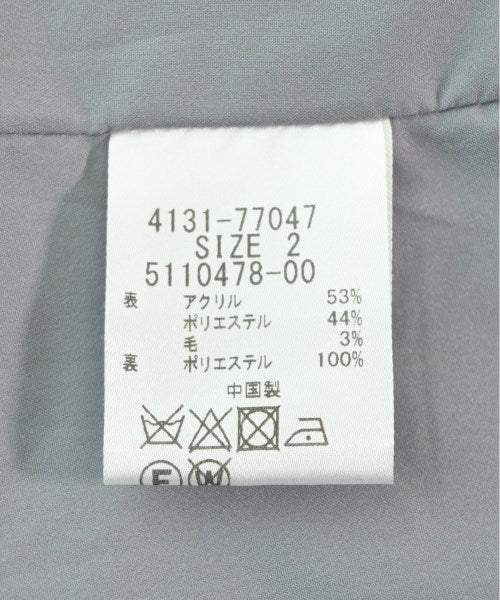 4131-77047
SIZE 2
5110478-00
表 アクリル 53%
ポリエステル 44%
毛 3%
裏 ポリエステル 100%
中国製
F W